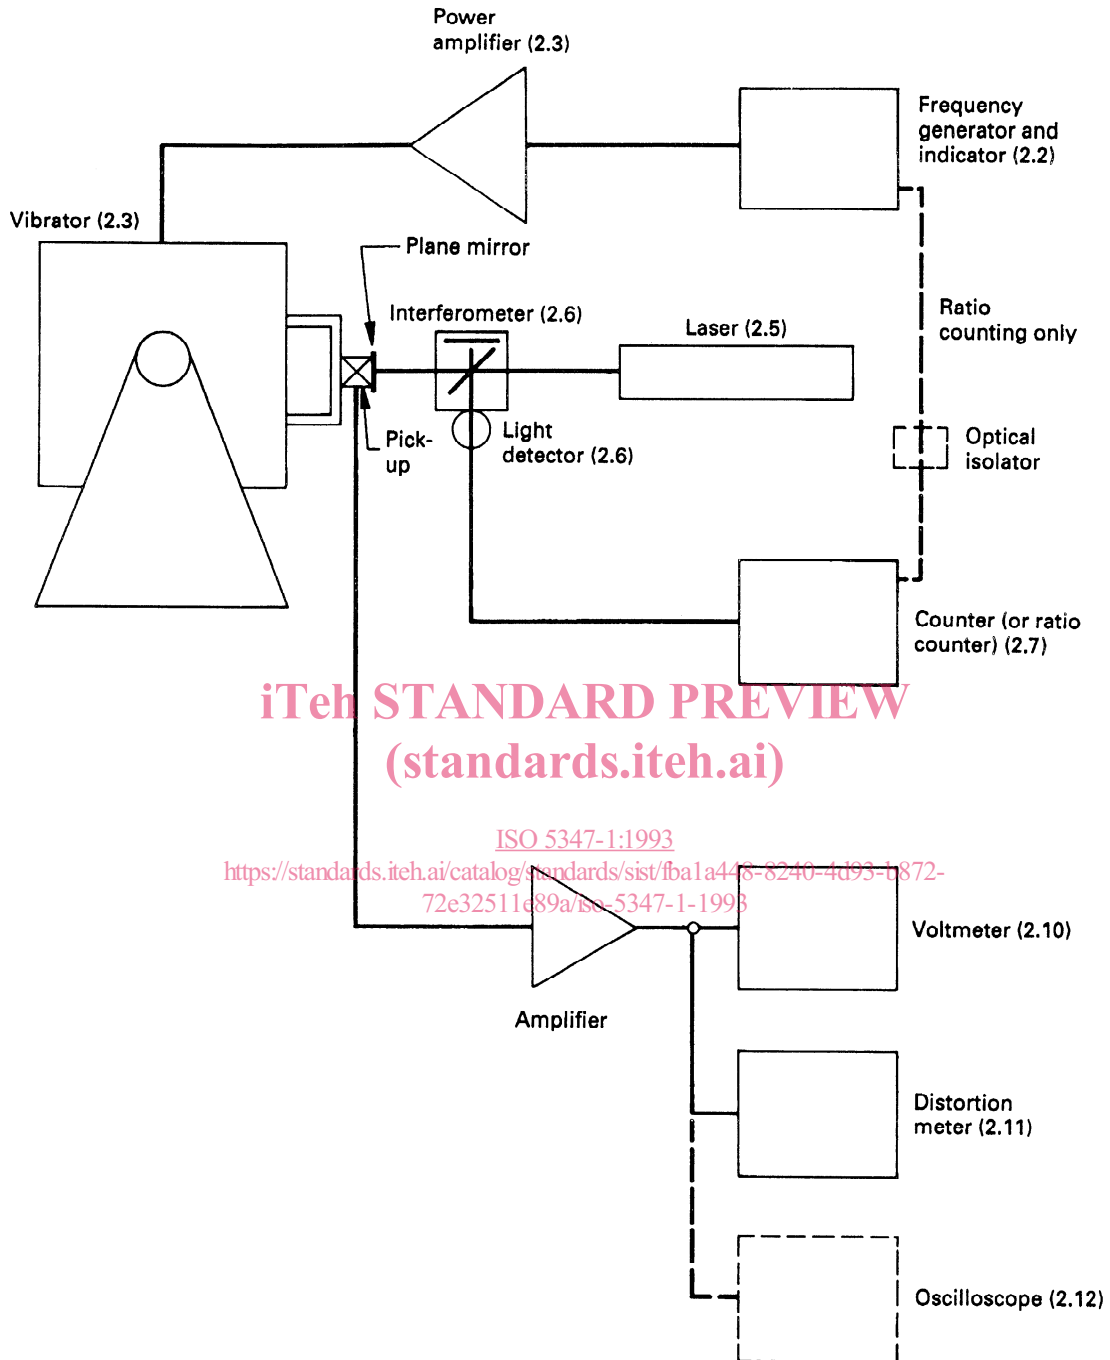 Power
amplifier (2.3)
Frequency
generator and
indicator (2.2)
Vibrator (2.3)
Plane mirror
Interferometer (2.6)
Laser (2.5)
Ratio
counting only
Pick-
up
Light
detector (2.6)
Optical
isolator
Counter (or ratio
counter) (2.7)
iTeh STANDARD PREVIEW
(standards.iteh.ai)
ISO 5347-1:1993
https://standards.iteh.ai/catalog/standards/sist/fba1a448-8240-4d93-b872-
72e32511e89a/iso-5347-1-1993
Voltmeter (2.10)
Amplifier
Distortion
meter (2.11)
Oscilloscope (2.12)